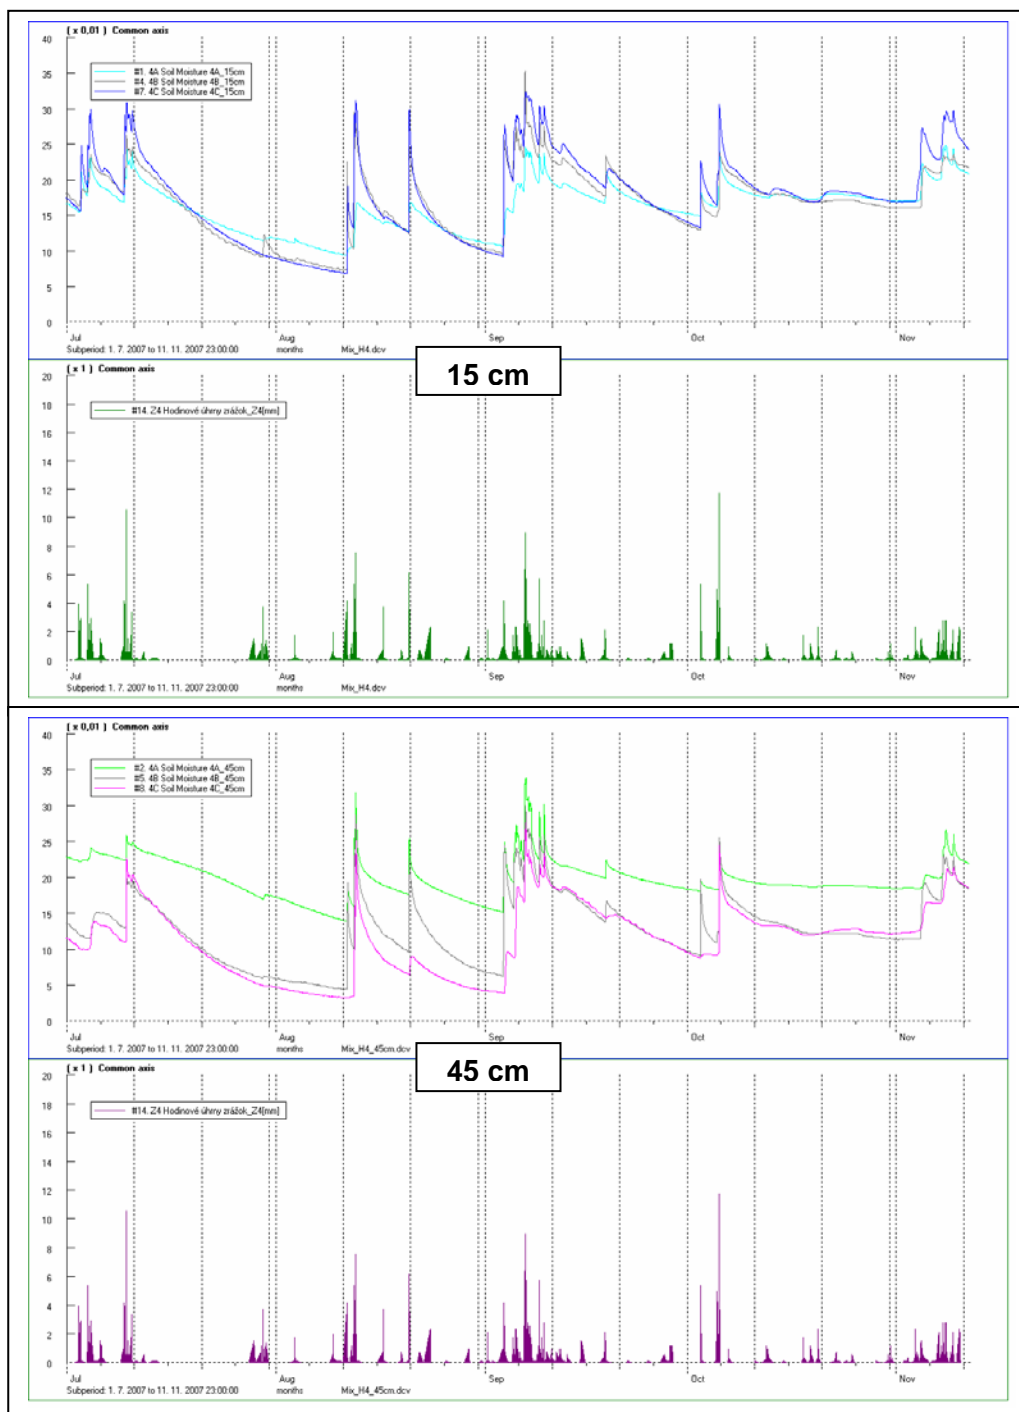 ( x 0,01 ) Common axis
40
35
30
25
20
15
10
5
0
#1. 4A Soil Moisture 4A_15cm
#4. 4B Soil Moisture 4B_15cm
#7. 4C Soil Moisture 4C_15cm
Jul Aug Sep Oct Nov
Subperiod: 1. 7. 2007 to 11. 11. 2007 23:00:00 months Mix_H4.dcv
15 cm
( x 1 ) Common axis
20
18
16
14
12
10
8
6
4
2
0
#14. Z4 Hodinové úhrny zrážok_Z4[mm]
Jul Aug Sep Oct Nov
Subperiod: 1. 7. 2007 to 11. 11. 2007 23:00:00 months Mix_H4.dcv
( x 0,01 ) Common axis
40
35
30
25
20
15
10
5
0
#2. 4A Soil Moisture 4A_45cm
#5. 4B Soil Moisture 4B_45cm
#8. 4C Soil Moisture 4C_45cm
Jul Aug Sep Oct Nov
Subperiod: 1. 7. 2007 to 11. 11. 2007 23:00:00 months Mix_H4_45cm.dcv
45 cm
( x 1 ) Common axis
20
18
16
14
12
10
8
6
4
2
0
#14. Z4 Hodinové úhrny zrážok_Z4[mm]
Jul Aug Sep Oct Nov
Subperiod: 1. 7. 2007 to 11. 11. 2007 23:00:00 months Mix_H4_45cm.dcv